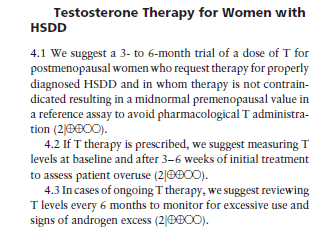 Testosterone Therapy for Women with
HSDD
4.1 We suggest a 3- to 6-month trial of a dose of T for
postmenopausal women who request therapy for properly
diagnosed HSDD and in whom therapy is not contrain-
dicated resulting in a midnormal premenopausal value in
a reference assay to avoid pharmacological T administra-
tion (2|⊕⊕○○).
4.2 If T therapy is prescribed, we suggest measuring T
levels at baseline and after 3–6 weeks of initial treatment
to assess patient overuse (2|⊕⊕○○).
4.3 In cases of ongoing T therapy, we suggest reviewing
T levels every 6 months to monitor for excessive use and
signs of androgen excess (2|⊕⊕○○).